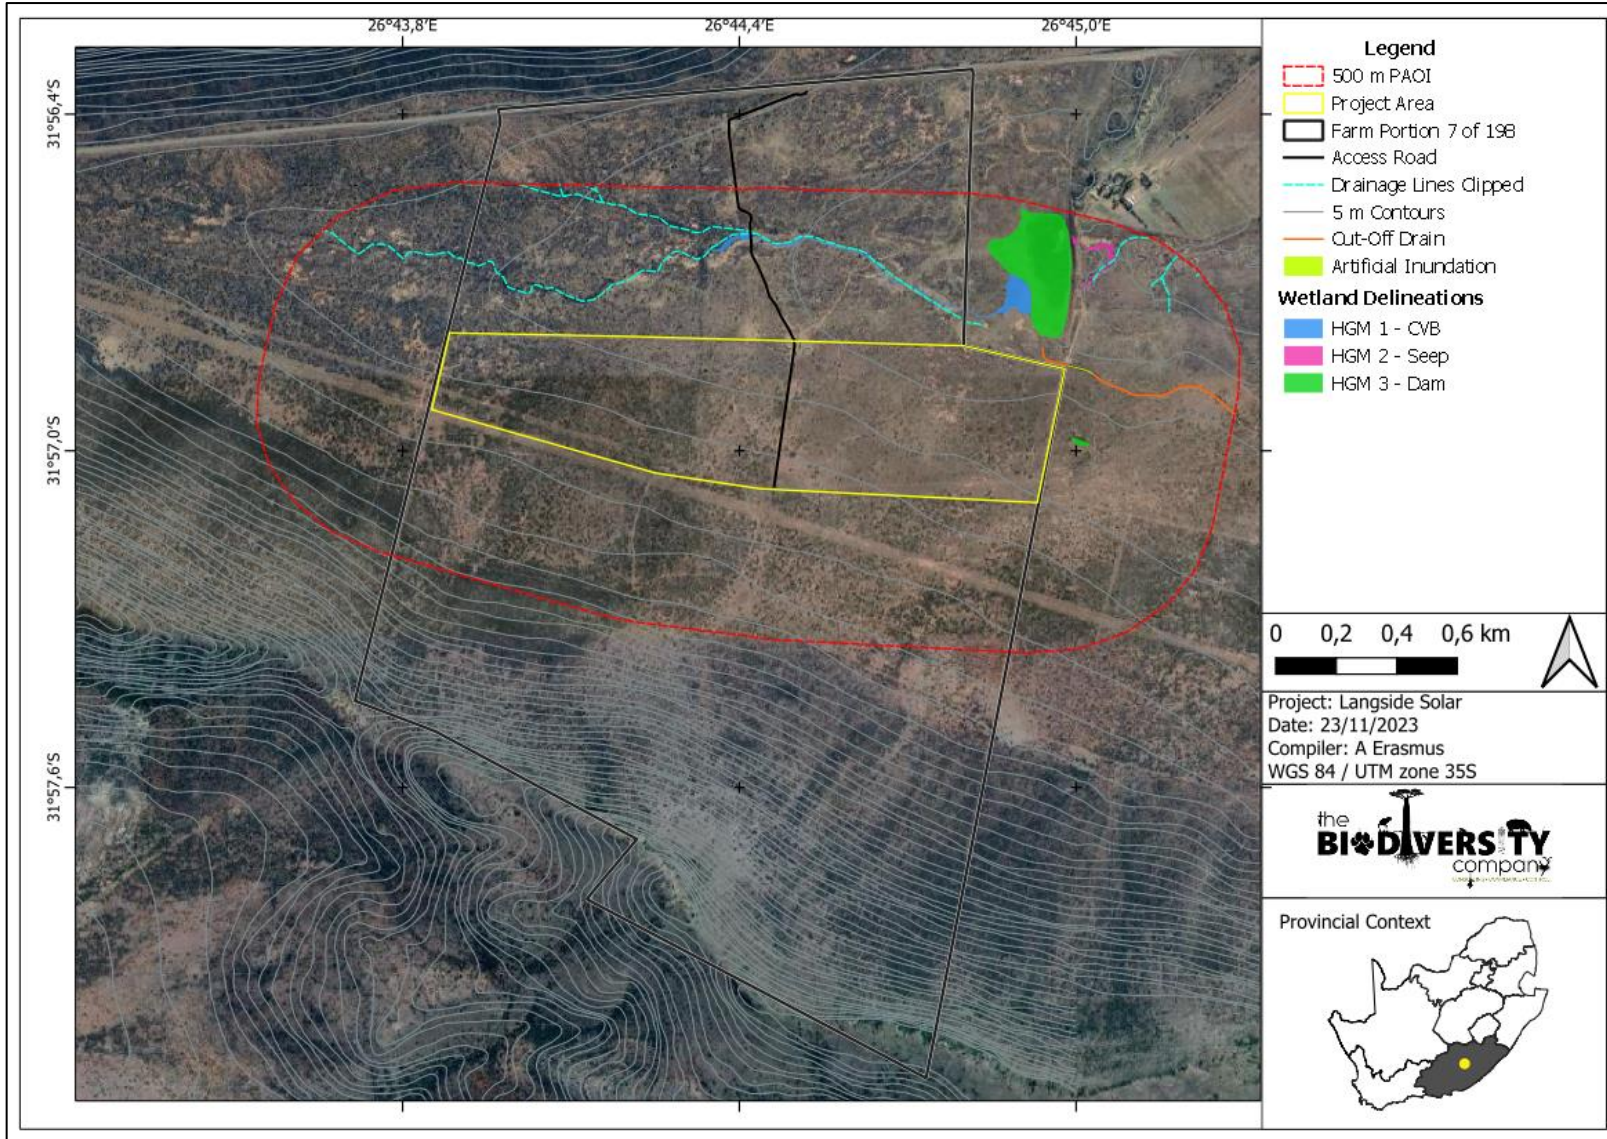 26°43,8'E 26°44,4'E 26°45,0'E
31°56,4'S
31°57,0'S
31°57,6'S
Legend
500 m PAOI
Project Area
Farm Portion 7 of 198
Access Road
Drainage Lines Clipped
5 m Contours
Cut-Off Drain
Artificial Inundation
Wetland Delineations
HGM 1 - CVB
HGM 2 - Seep
HGM 3 - Dam
0 0,2 0,4 0,6 km
Project: Langside Solar
Date: 23/11/2023
Compiler: A Erasmus
WGS 84 / UTM zone 35S
the
BIODIVERSITY
company
Provincial Context